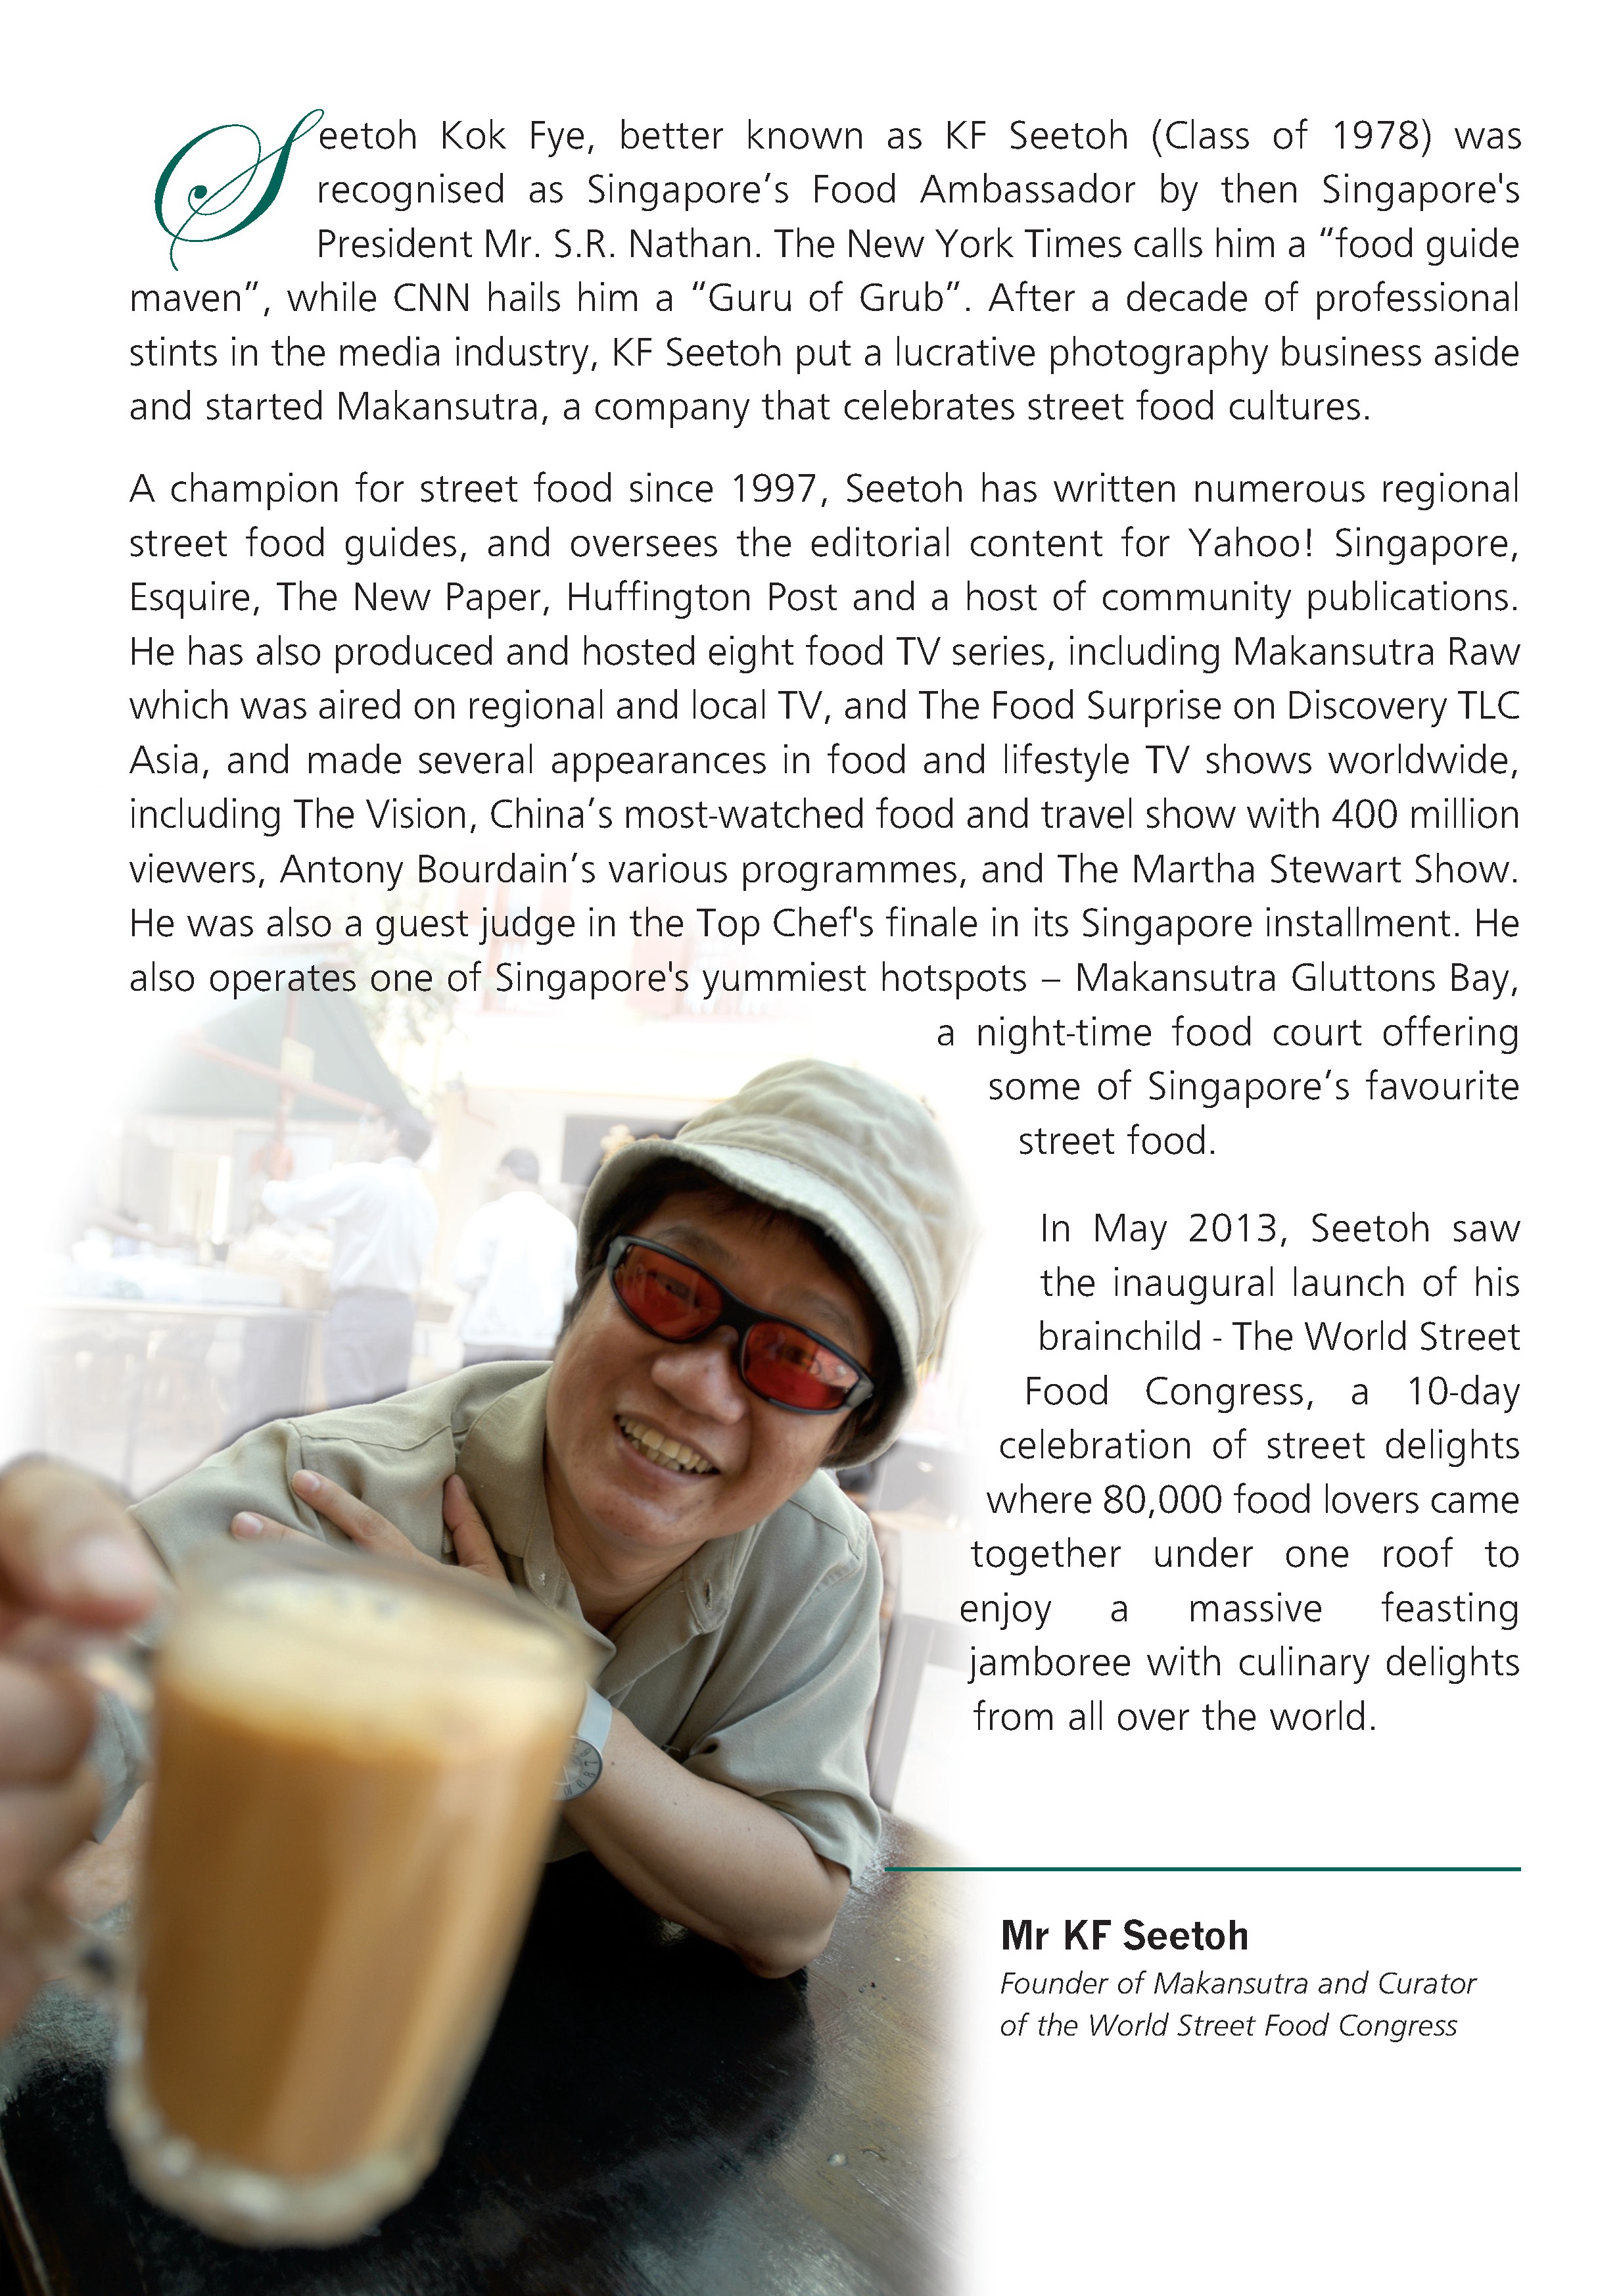 Seetoh Kok Fye, better known as KF Seetoh (Class of 1978) was
recognised as Singapore’s Food Ambassador by then Singapore's
President Mr. S.R. Nathan. The New York Times calls him a “food guide
maven”, while CNN hails him a “Guru of Grub”. After a decade of professional
stints in the media industry, KF Seetoh put a lucrative photography business aside
and started Makansutra, a company that celebrates street food cultures.
A champion for street food since 1997, Seetoh has written numerous regional
street food guides, and oversees the editorial content for Yahoo! Singapore,
Esquire, The New Paper, Huffington Post and a host of community publications.
He has also produced and hosted eight food TV series, including Makansutra Raw
which was aired on regional and local TV, and The Food Surprise on Discovery TLC
Asia, and made several appearances in food and lifestyle TV shows worldwide,
including The Vision, China’s most-watched food and travel show with 400 million
viewers, Antony Bourdain’s various programmes, and The Martha Stewart Show.
He was also a guest judge in the Top Chef's finale in its Singapore installment. He
also operates one of Singapore's yummiest hotspots – Makansutra Gluttons Bay,
a night-time food court offering
some of Singapore’s favourite
street food.
In May 2013, Seetoh saw
the inaugural launch of his
brainchild - The World Street
Food Congress, a 10-day
celebration of street delights
where 80,000 food lovers came
together under one roof to
enjoy a massive feasting
jamboree with culinary delights
from all over the world.
Mr KF Seetoh
Founder of Makansutra and Curator
of the World Street Food Congress